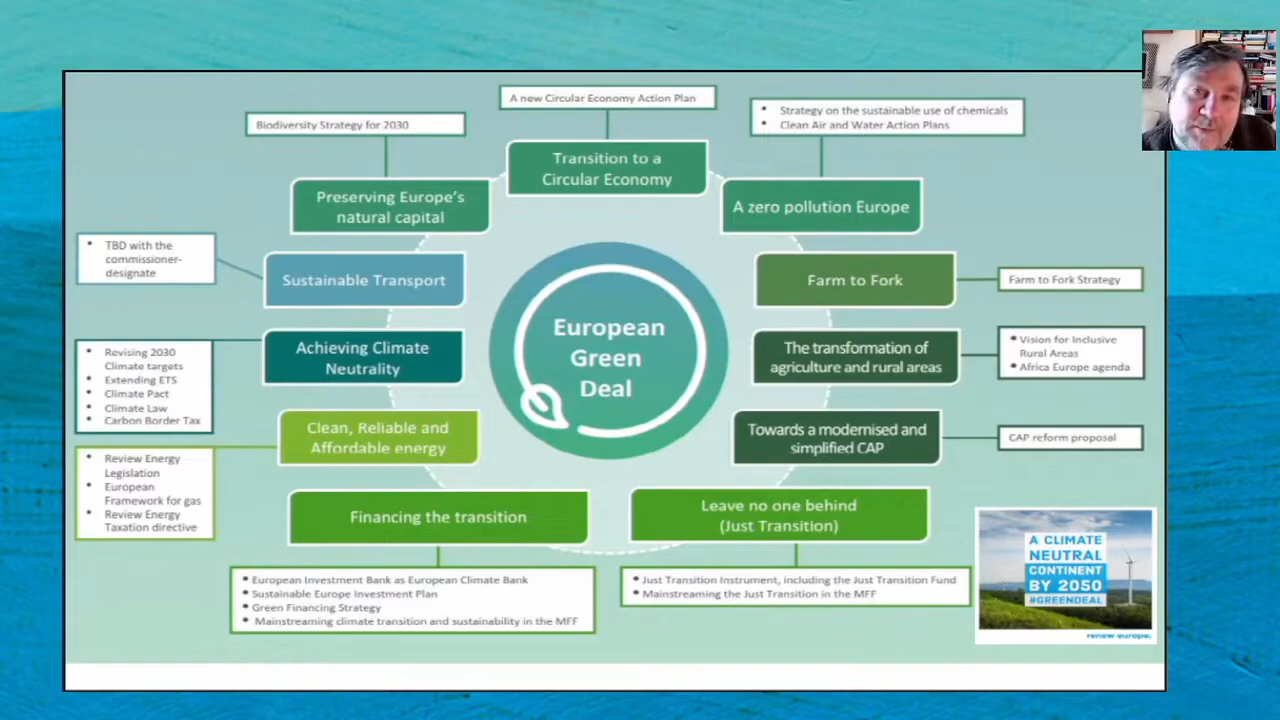 A new Circular Economy Action Plan
Biodiversity Strategy for 2030
• Strategy on the sustainable use of chemicals
• Clean Air and Water Action Plans
Transition to a
Circular Economy
Preserving Europe's
natural capital
A zero pollution Europe
• TBD with the
commissioner-
designate
Sustainable Transport
Farm to Fork
Farm to Fork Strategy
European
Green
Deal
• Revising 2030
Climate targets
• Extending ETS
• Climate Pact
• Climate Law
• Carbon Border Tax
Achieving Climate
Neutrality
The transformation of
agriculture and rural areas
• Vision for Inclusive
Rural Areas
• Africa Europe agenda
Clean, Reliable and
Affordable energy
Towards a modernised and
simplified CAP
CAP reform proposal
• Review Energy
Legislation
• European
Framework for gas
• Review Energy
Taxation directive
Financing the transition
Leave no one behind
(Just Transition)
• European Investment Bank as European Climate Bank
• Sustainable Europe Investment Plan
• Green Financing Strategy
• Mainstreaming climate transition and sustainability in the MFF
• Just Transition Instrument, including the Just Transition Fund
• Mainstreaming the Just Transition in the MFF
A CLIMATE
NEUTRAL
CONTINENT
BY 2050
#GREENDEAL
renew europe.